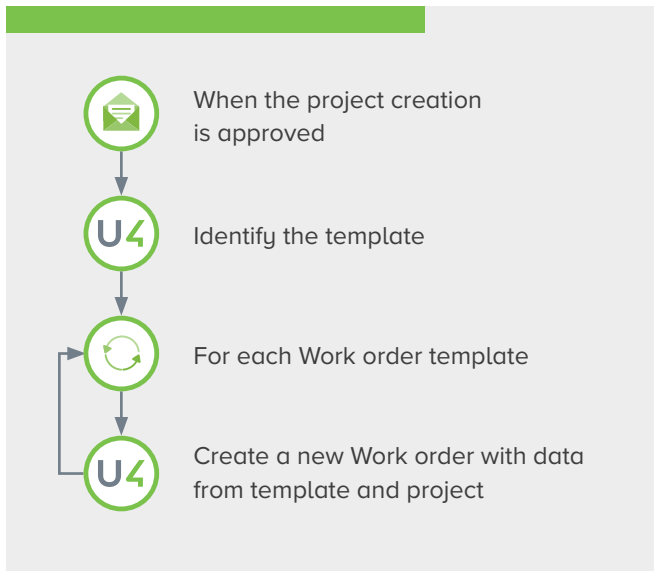 When the project creation
is approved
U4
Identify the template
For each Work order template
U4
Create a new Work order with data
from template and project